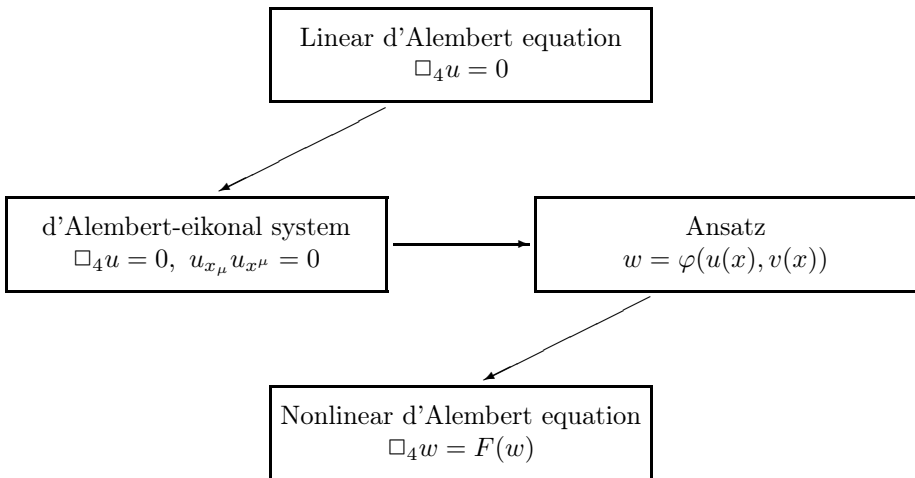 Linear d'Alembert equation
□₄u = 0
d'Alembert-eikonal system
□₄u = 0, u_{x_μ}u_{x^μ} = 0
Ansatz
w = φ(u(x), v(x))
Nonlinear d'Alembert equation
□₄w = F(w)